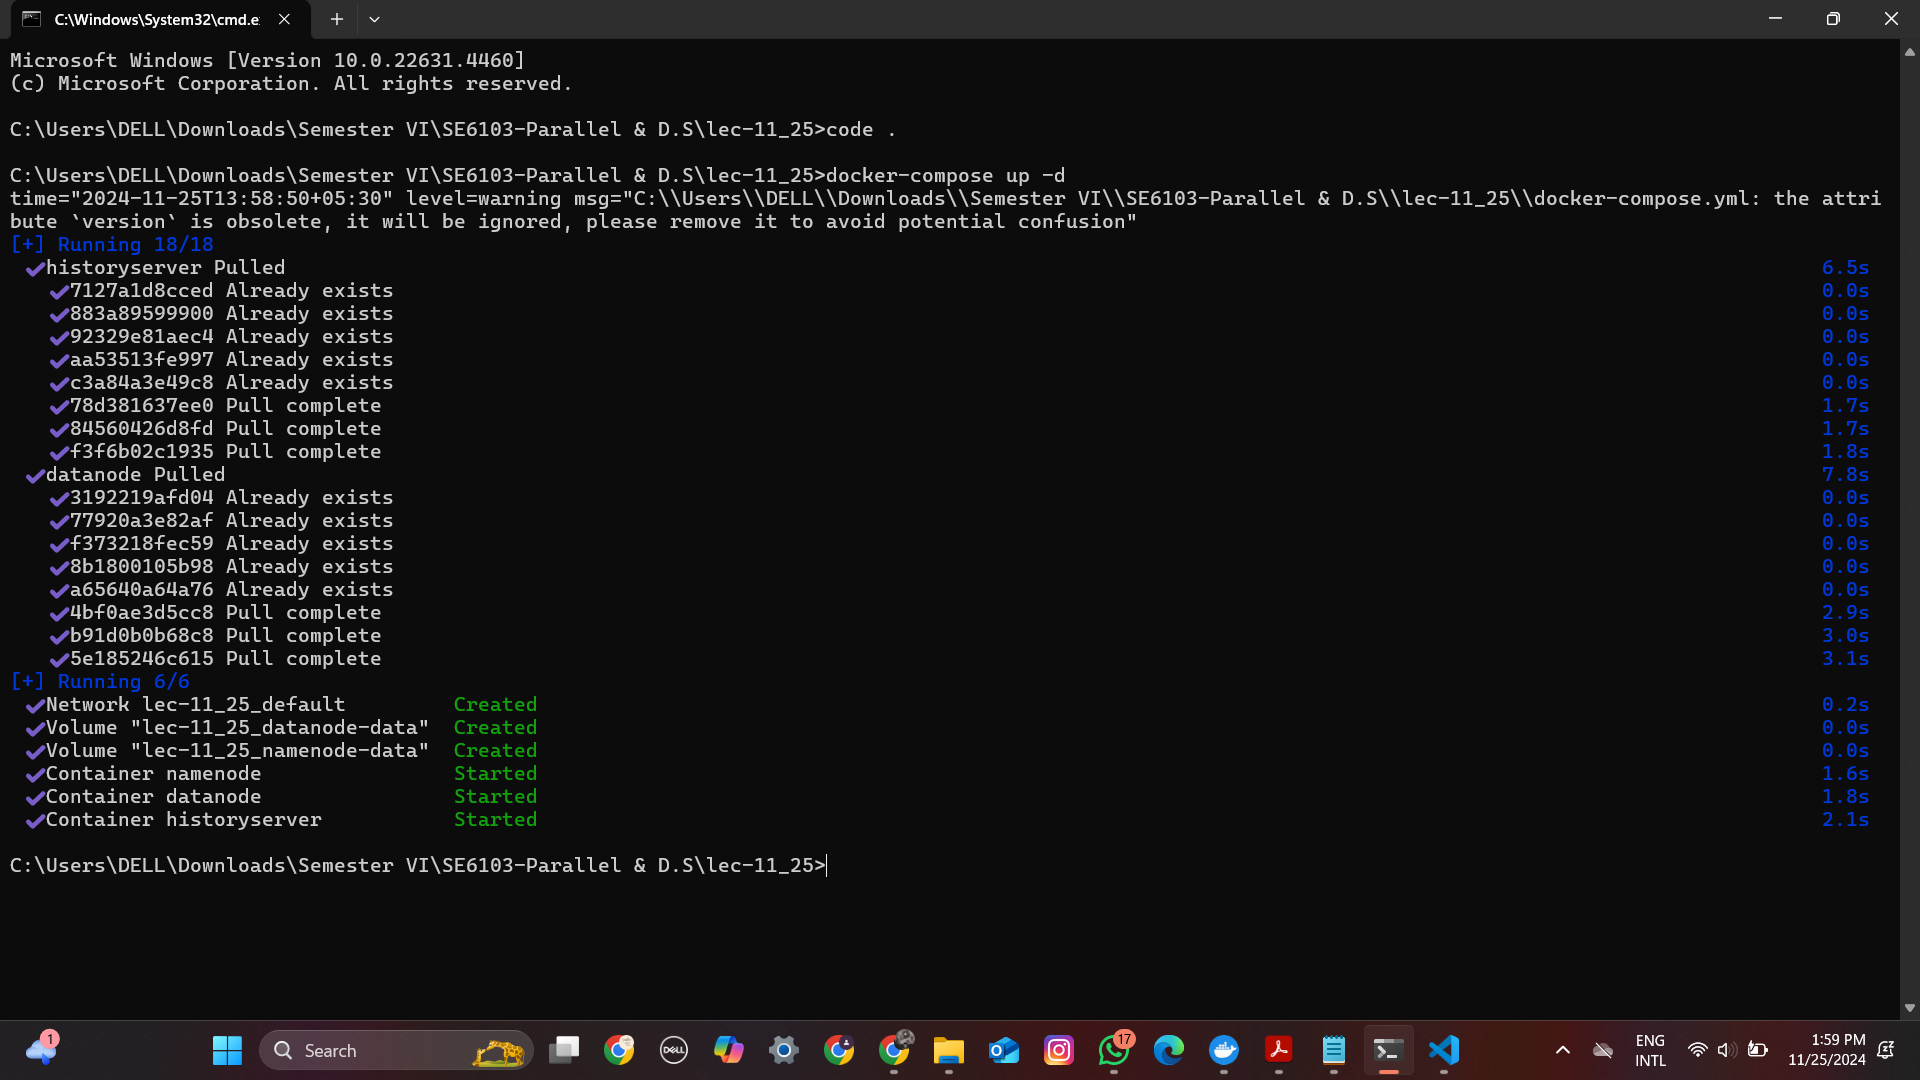 C:\Windows\System32\cmd.e
Microsoft Windows [Version 10.0.22631.4460]
(c) Microsoft Corporation. All rights reserved.
C:\Users\DELL\Downloads\Semester VI\SE6103-Parallel & D.S\lec-11_25>code .
C:\Users\DELL\Downloads\Semester VI\SE6103-Parallel & D.S\lec-11_25>docker-compose up -d
time="2024-11-25T13:58:50+05:30" level=warning msg="C:\\Users\\DELL\\Downloads\\Semester VI\\SE6103-Parallel & D.S\\lec-11_25\\docker-compose.yml: the attri
bute `version` is obsolete, it will be ignored, please remove it to avoid potential confusion"
[+] Running 18/18
✔historyserver Pulled 6.5s
✔7127a1d8cced Already exists 0.0s
✔883a89599900 Already exists 0.0s
✔92329e81aec4 Already exists 0.0s
✔aa53513fe997 Already exists 0.0s
✔c3a84a3e49c8 Already exists 0.0s
✔78d381637ee0 Pull complete 1.7s
✔84560426d8fd Pull complete 1.7s
✔f3f6b02c1935 Pull complete 1.8s
✔datanode Pulled 7.8s
✔3192219afd04 Already exists 0.0s
✔77920a3e82af Already exists 0.0s
✔f373218fec59 Already exists 0.0s
✔8b1800105b98 Already exists 0.0s
✔a65640a64a76 Already exists 0.0s
✔4bf0ae3d5cc8 Pull complete 2.9s
✔b91d0b0b68c8 Pull complete 3.0s
✔5e185246c615 Pull complete 3.1s
[+] Running 6/6
✔Network lec-11_25_default Created 0.2s
✔Volume "lec-11_25_datanode-data" Created 0.0s
✔Volume "lec-11_25_namenode-data" Created 0.0s
✔Container namenode Started 1.6s
✔Container datanode Started 1.8s
✔Container historyserver Started 2.1s
C:\Users\DELL\Downloads\Semester VI\SE6103-Parallel & D.S\lec-11_25>
1
Search
DELL
17
ENG
INTL
1:59 PM
11/25/2024